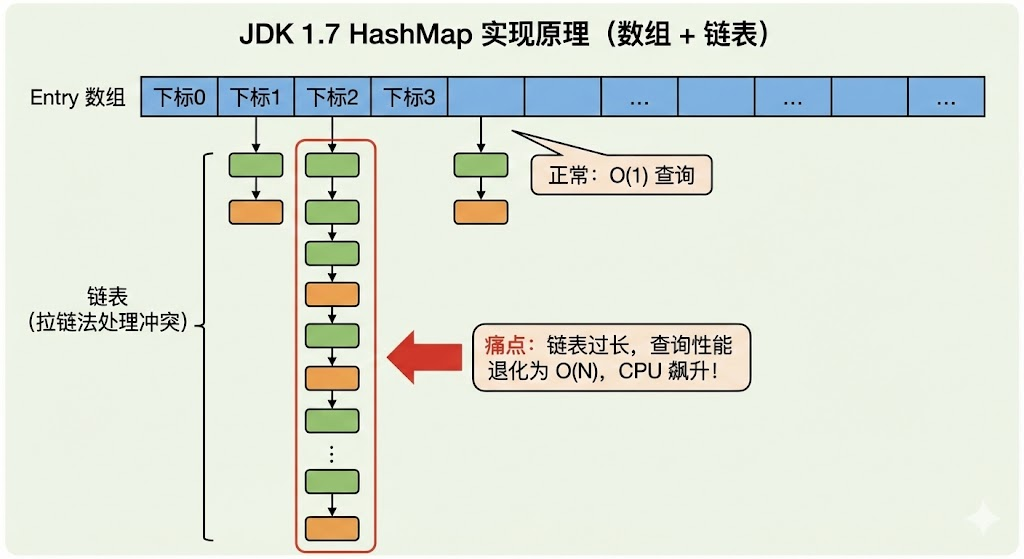 JDK 1.7 HashMap 实现原理（数组 + 链表）
Entry 数组
下标0
下标1
下标2
下标3
...
...
...
正常：O(1) 查询
链表
(拉链法处理冲突)
痛点：链表过长，查询性能
退化为 O(N)，CPU 飙升！